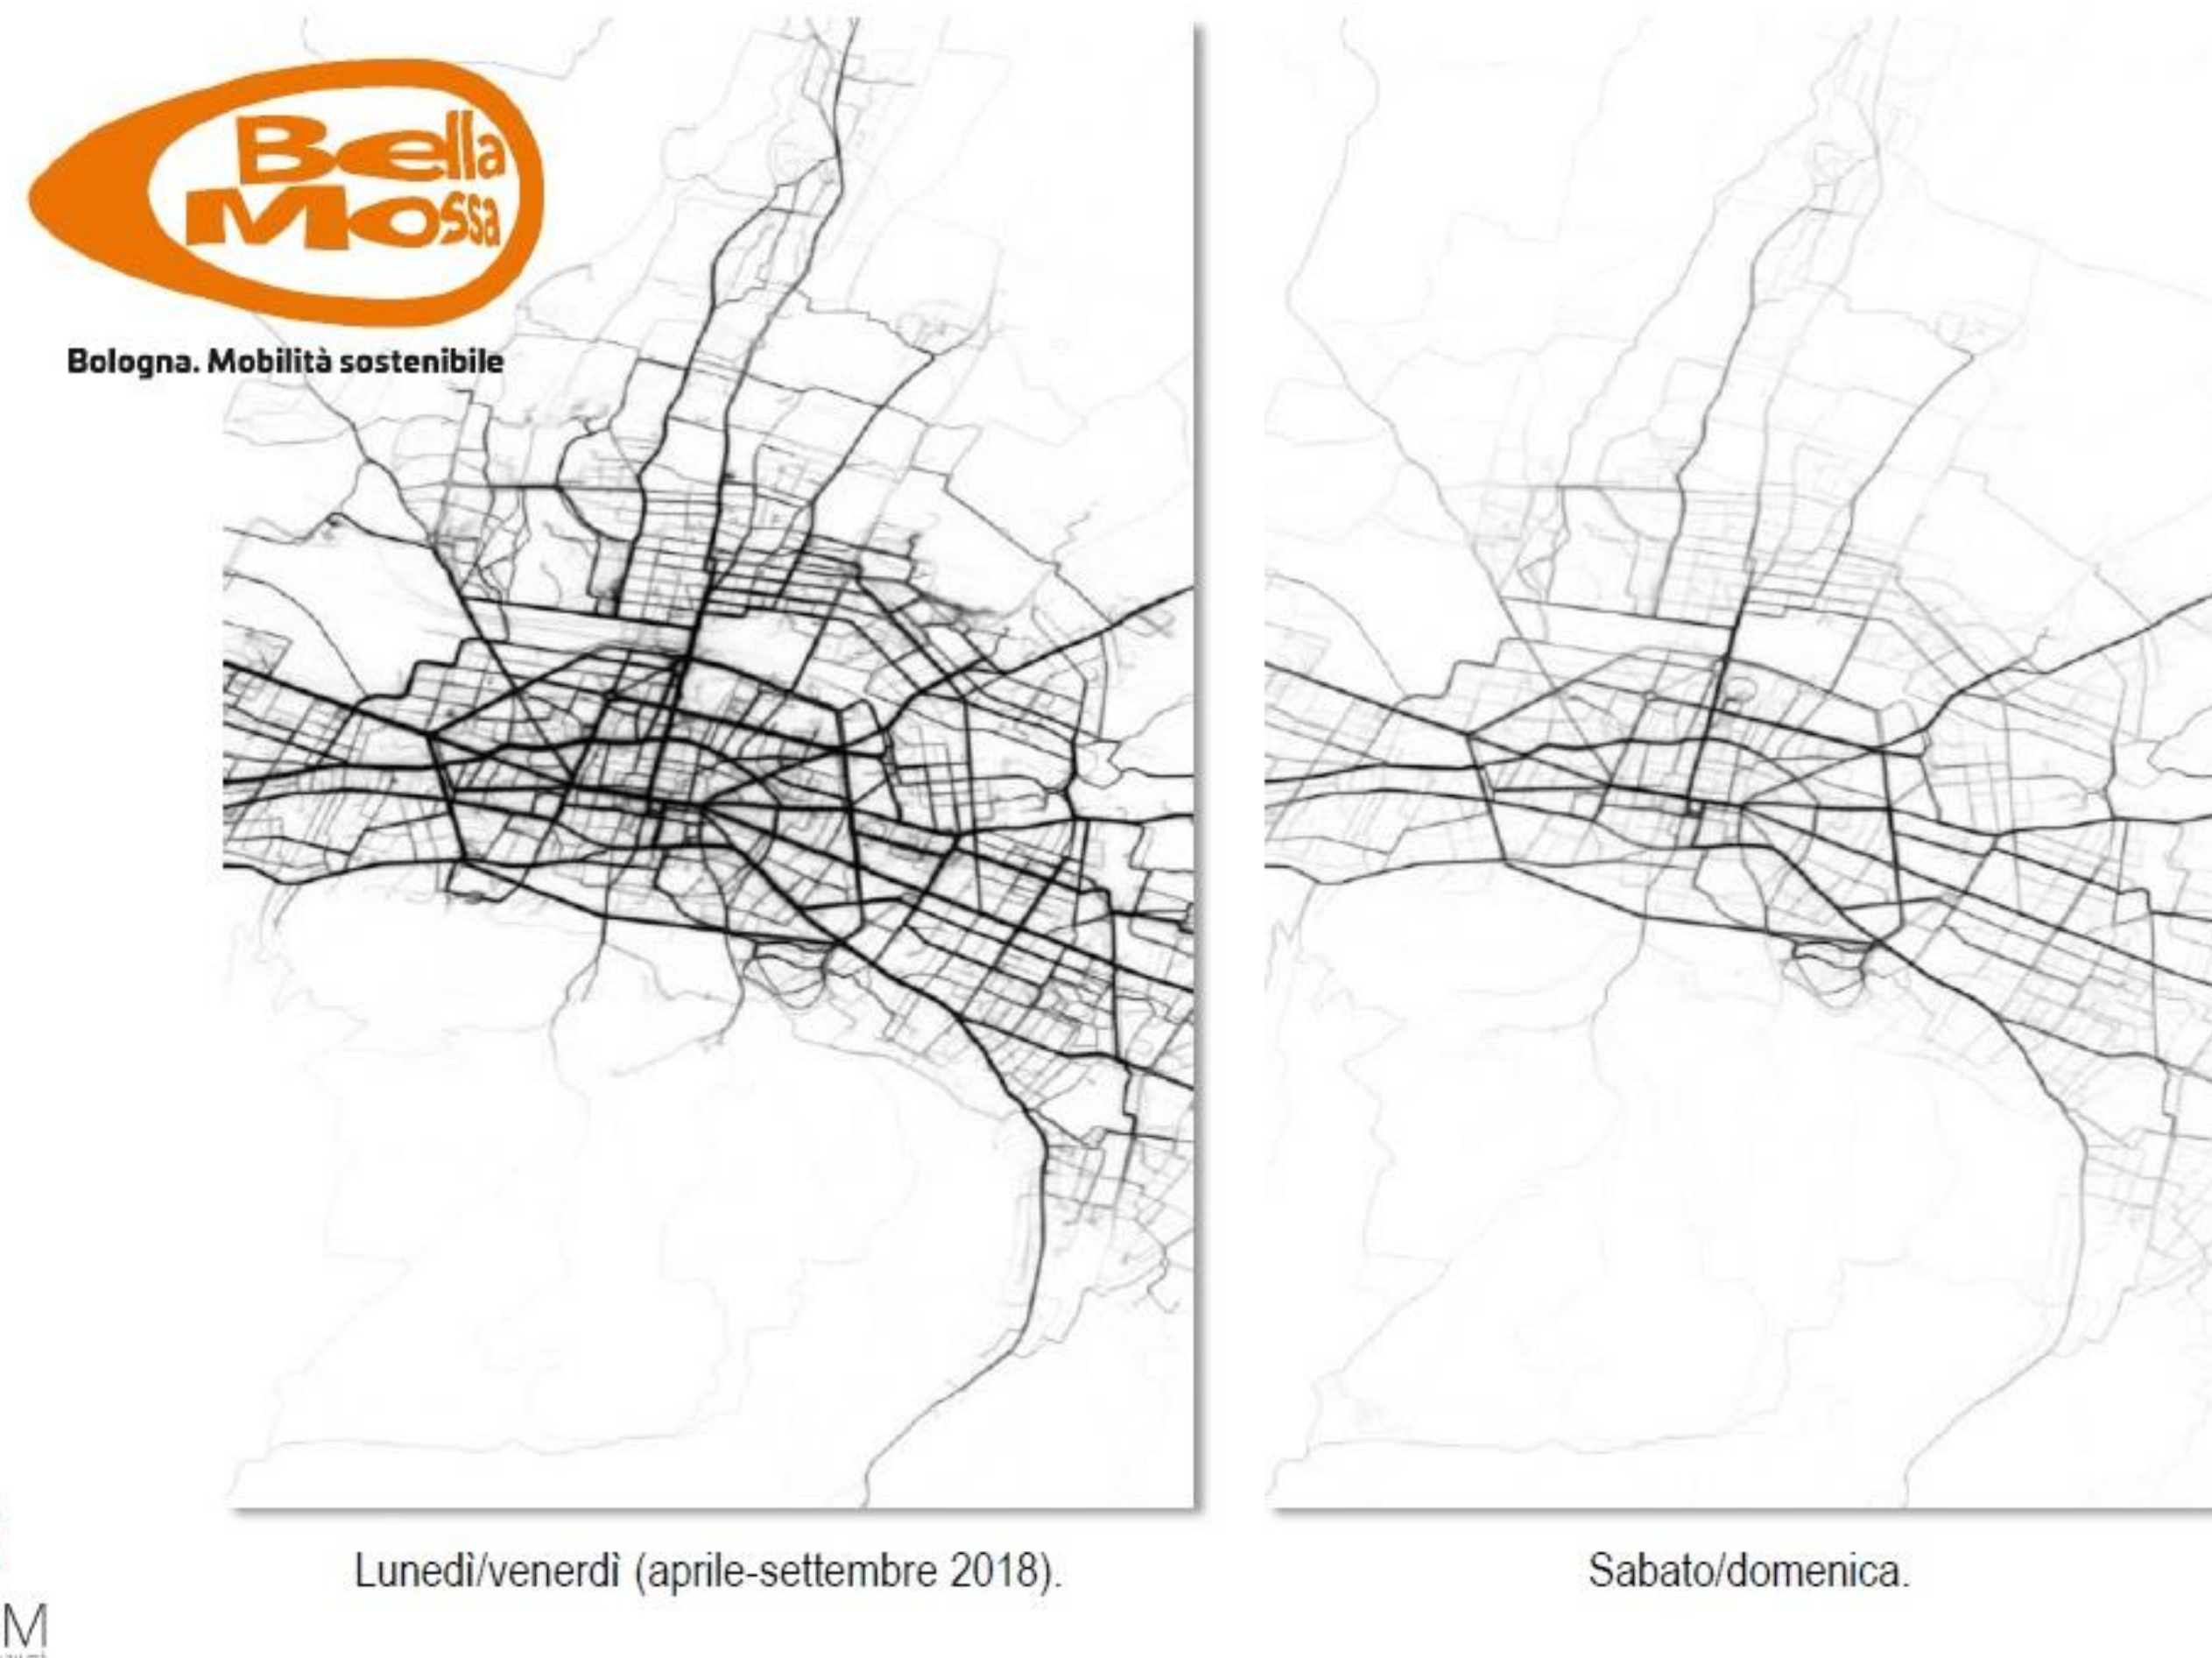 Bella
Mossa
Bologna. Mobilità sostenibile
Lunedì/venerdì (aprile-settembre 2018).
Sabato/domenica.
M